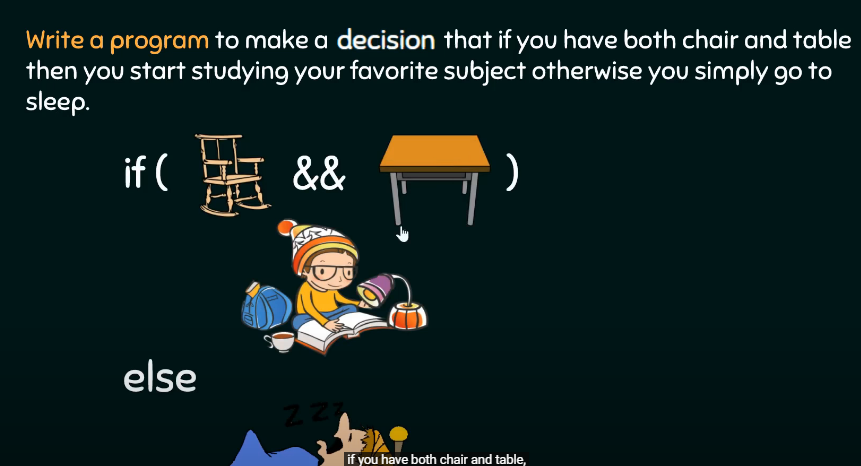 Write a program to make a decision that if you have both chair and table
then you start studying your favorite subject otherwise you simply go to
sleep.
if ( && )
else
z z z
if you have both chair and table,